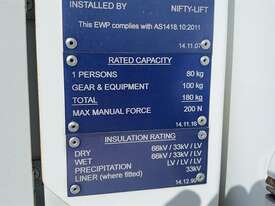 INSTALLED BY NIFTY-LIFT
This EWP complies with AS1418.10:2011
14.11.07
RATED CAPACITY
1 PERSONS 80 kg
GEAR & EQUIPMENT 100 kg
TOTAL 180 kg
MAX MANUAL FORCE 200 N
14.11.16
INSULATION RATING
DRY 66kV / 33kV / LV
WET 66kV / 33kV / LV
PRECIPITATION LV / LV / LV
LINER (where fitted) 33kV
14.12.90